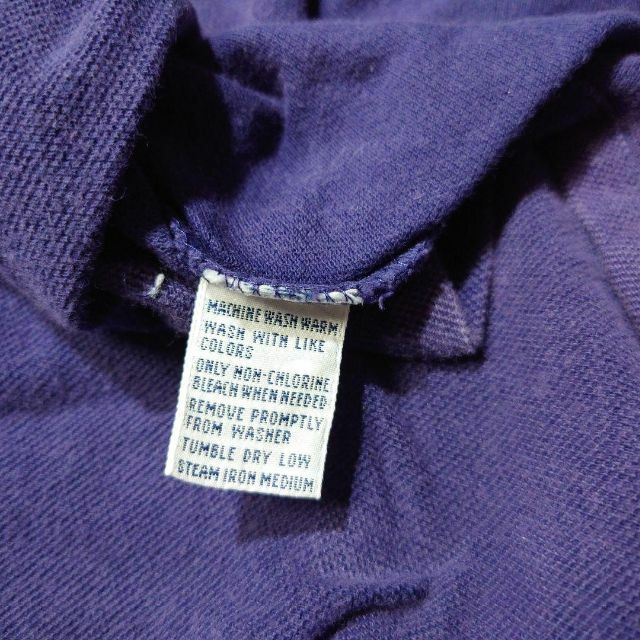 MACHINE WASH WARM
WASH WITH LIKE
COLORS
ONLY NON-CHLORINE
BLEACH WHEN NEEDED
REMOVE PROMPTLY
FROM WASHER
TUMBLE DRY LOW
STEAM IRON MEDIUM